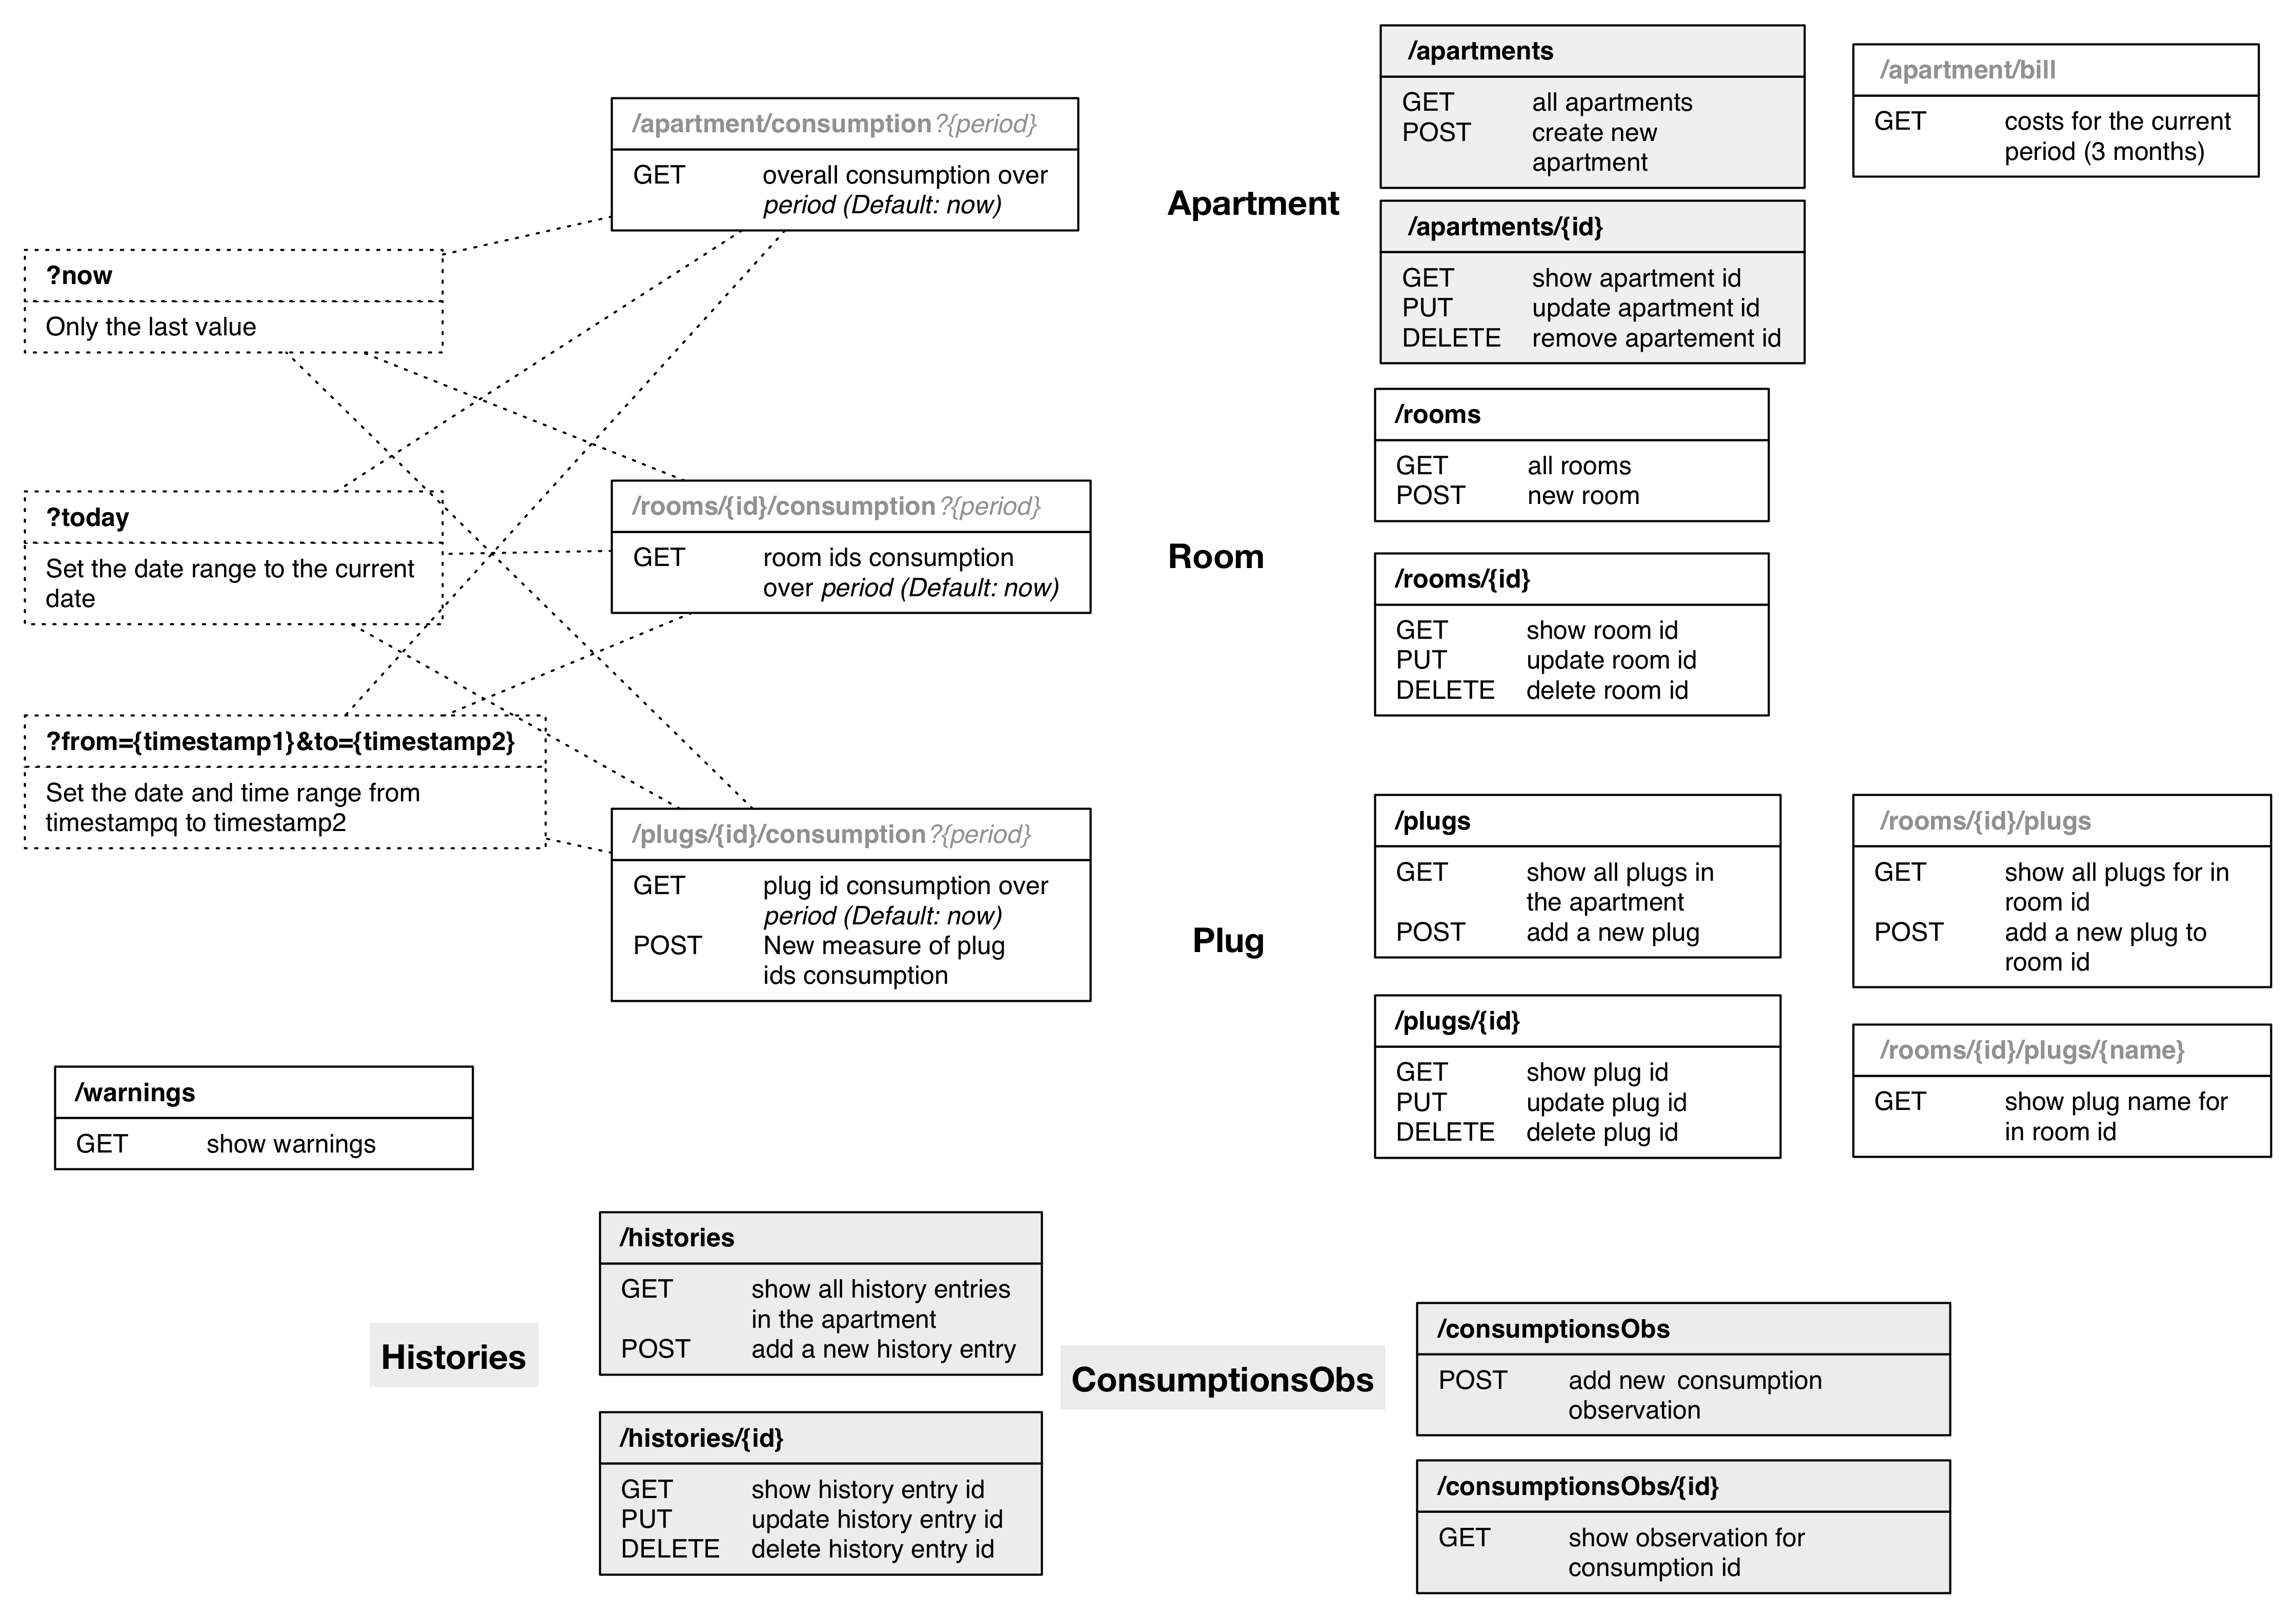 /apartments
GET all apartments
POST create new
apartment
/apartment/bill
GET costs for the current
period (3 months)
/apartment/consumption?{period}
GET overall consumption over
period (Default: now)
Apartment
/apartments/{id}
GET show apartment id
PUT update apartment id
DELETE remove apartement id
?now
Only the last value
/rooms
GET all rooms
POST new room
?today
Set the date range to the current
date
/rooms/{id}/consumption?{period}
GET room ids consumption
over period (Default: now)
Room
/rooms/{id}
GET show room id
PUT update room id
DELETE delete room id
?from={timestamp1}&to={timestamp2}
Set the date and time range from
timestampq to timestamp2
/plugs/{id}/consumption?{period}
GET plug id consumption over
period (Default: now)
POST New measure of plug
ids consumption
Plug
/plugs
GET show all plugs in
the apartment
POST add a new plug
/rooms/{id}/plugs
GET show all plugs for in
room id
POST add a new plug to
room id
/plugs/{id}
GET show plug id
PUT update plug id
DELETE delete plug id
/rooms/{id}/plugs/{name}
GET show plug name for
in room id
/warnings
GET show warnings
Histories
/histories
GET show all history entries
in the apartment
POST add a new history entry
/histories/{id}
GET show history entry id
PUT update history entry id
DELETE delete history entry id
ConsumptionsObs
/consumptionsObs
POST add new consumption
observation
/consumptionsObs/{id}
GET show observation for
consumption id